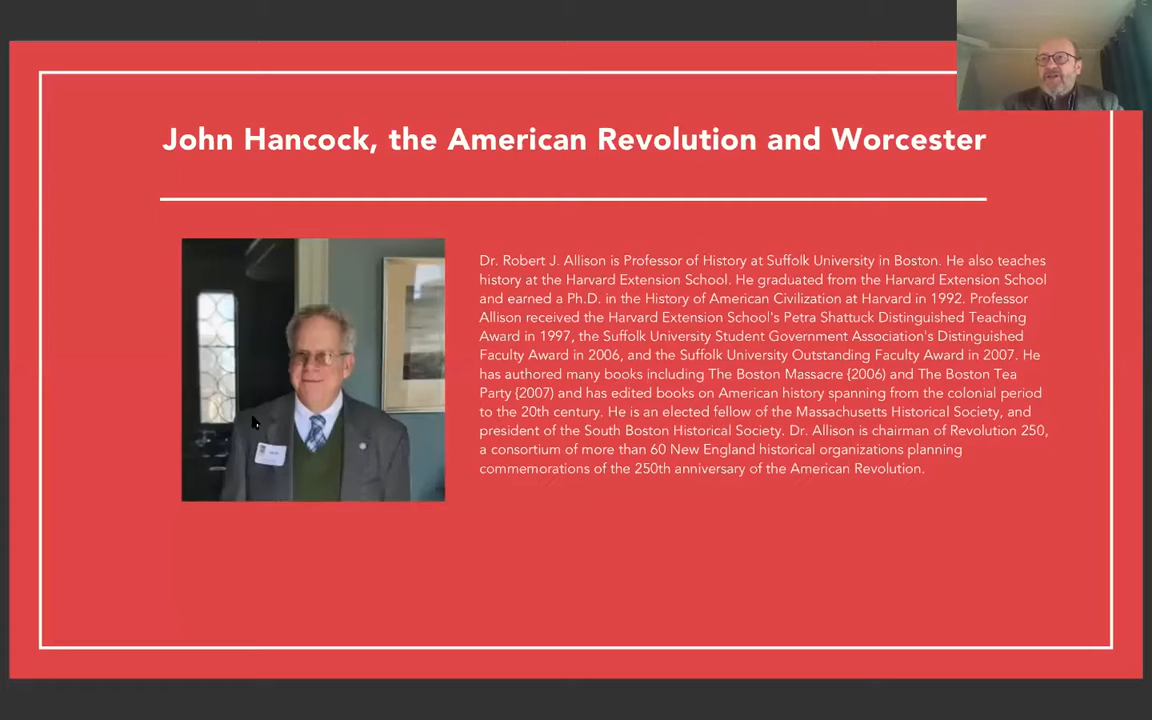 John Hancock, the American Revolution and Worcester
Dr. Robert J. Allison is Professor of History at Suffolk University in Boston. He also teaches
history at the Harvard Extension School. He graduated from the Harvard Extension School
and earned a Ph.D. in the History of American Civilization at Harvard in 1992. Professor
Allison received the Harvard Extension School's Petra Shattuck Distinguished Teaching
Award in 1997, the Suffolk University Student Government Association's Distinguished
Faculty Award in 2006, and the Suffolk University Outstanding Faculty Award in 2007. He
has authored many books including The Boston Massacre {2006) and The Boston Tea
Party {2007) and has edited books on American history spanning from the colonial period
to the 20th century. He is an elected fellow of the Massachusetts Historical Society, and
president of the South Boston Historical Society. Dr. Allison is chairman of Revolution 250,
a consortium of more than 60 New England historical organizations planning
commemorations of the 250th anniversary of the American Revolution.